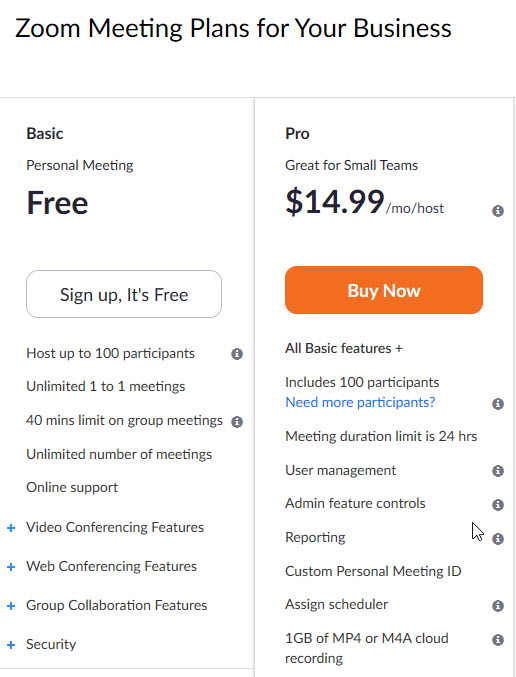 Zoom Meeting Plans for Your Business
Basic
Personal Meeting
Free
Sign up, It's Free
Host up to 100 participants
Unlimited 1 to 1 meetings
40 mins limit on group meetings
Unlimited number of meetings
Online support
+ Video Conferencing Features
+ Web Conferencing Features
+ Group Collaboration Features
+ Security
Pro
Great for Small Teams
$14.99/mo/host
Buy Now
All Basic features +
Includes 100 participants
Need more participants?
Meeting duration limit is 24 hrs
User management
Admin feature controls
Reporting
Custom Personal Meeting ID
Assign scheduler
1GB of MP4 or M4A cloud
recording